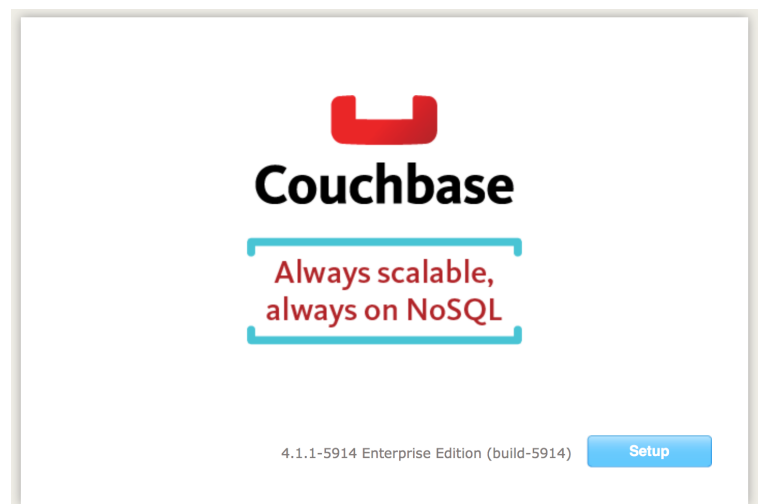 Couchbase
Always scalable,
always on NoSQL
4.1.1-5914 Enterprise Edition (build-5914)
Setup